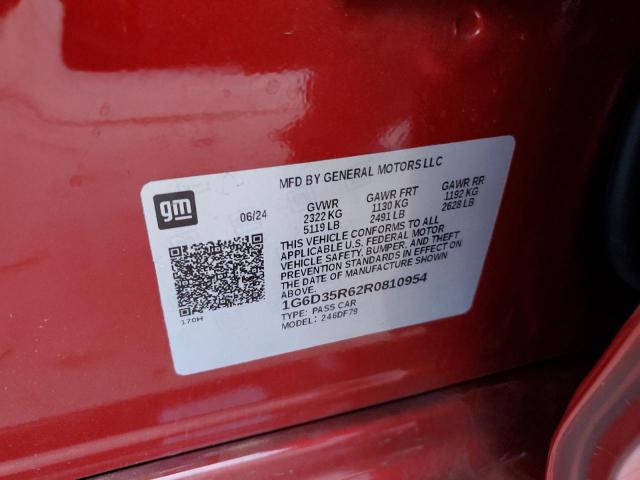 MFD BY GENERAL MOTORS LLC
gm
06/24
GVWR GAWR FRT GAWR RR
2322 KG 1130 KG 1192 KG
5119 LB 2491 LB 2628 LB
THIS VEHICLE CONFORMS TO ALL
APPLICABLE U.S. FEDERAL MOTOR
VEHICLE SAFETY, BUMPER, AND THEFT
PREVENTION STANDARDS IN EFFECT ON
THE DATE OF MANUFACTURE SHOWN
ABOVE.
1G6D35R62R0810954
TYPE: PASS CAR
MODEL: 246DF79
170H